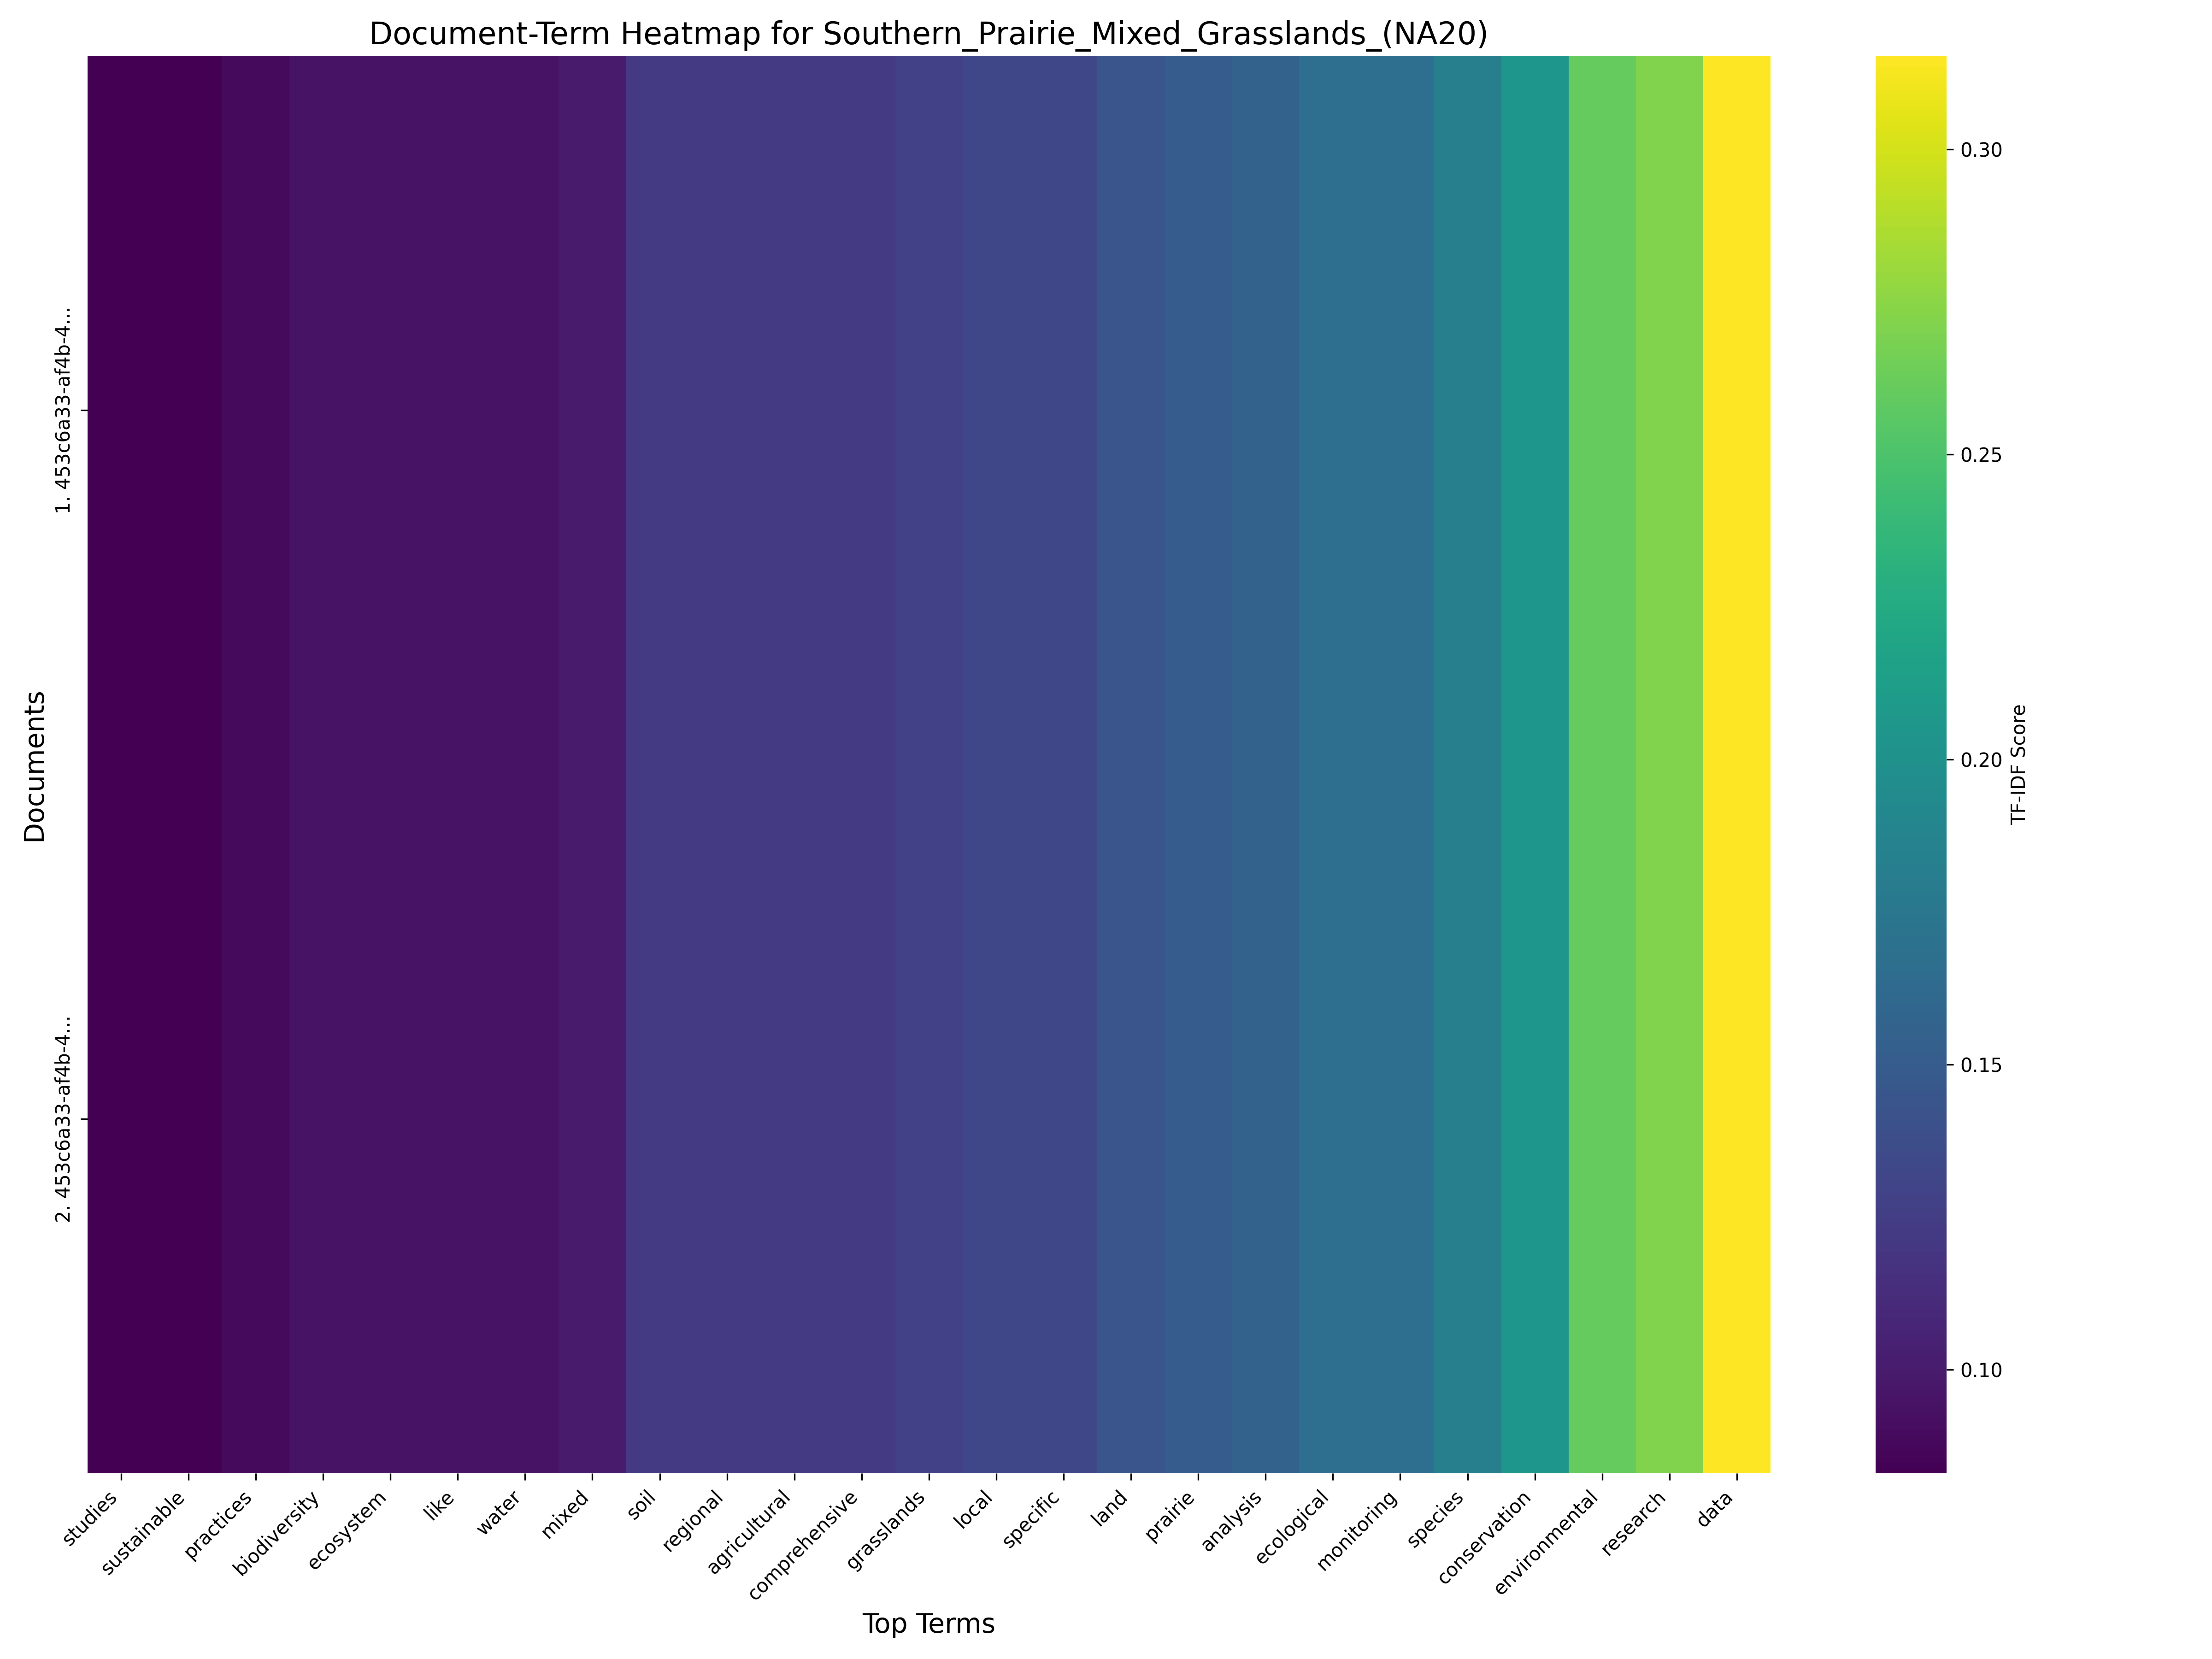 Document-Term Heatmap for Southern_Prairie_Mixed_Grasslands_(NA20)
Documents
1. 453c6a33-af4b-4...
2. 453c6a33-af4b-4...
studies
sustainable
practices
biodiversity
ecosystem
like
water
mixed
soil
regional
agricultural
comprehensive
grasslands
local
specific
land
prairie
analysis
ecological
monitoring
species
conservation
environmental
research
data
Top Terms
0.30
0.25
0.20
0.15
0.10
TF-IDF Score